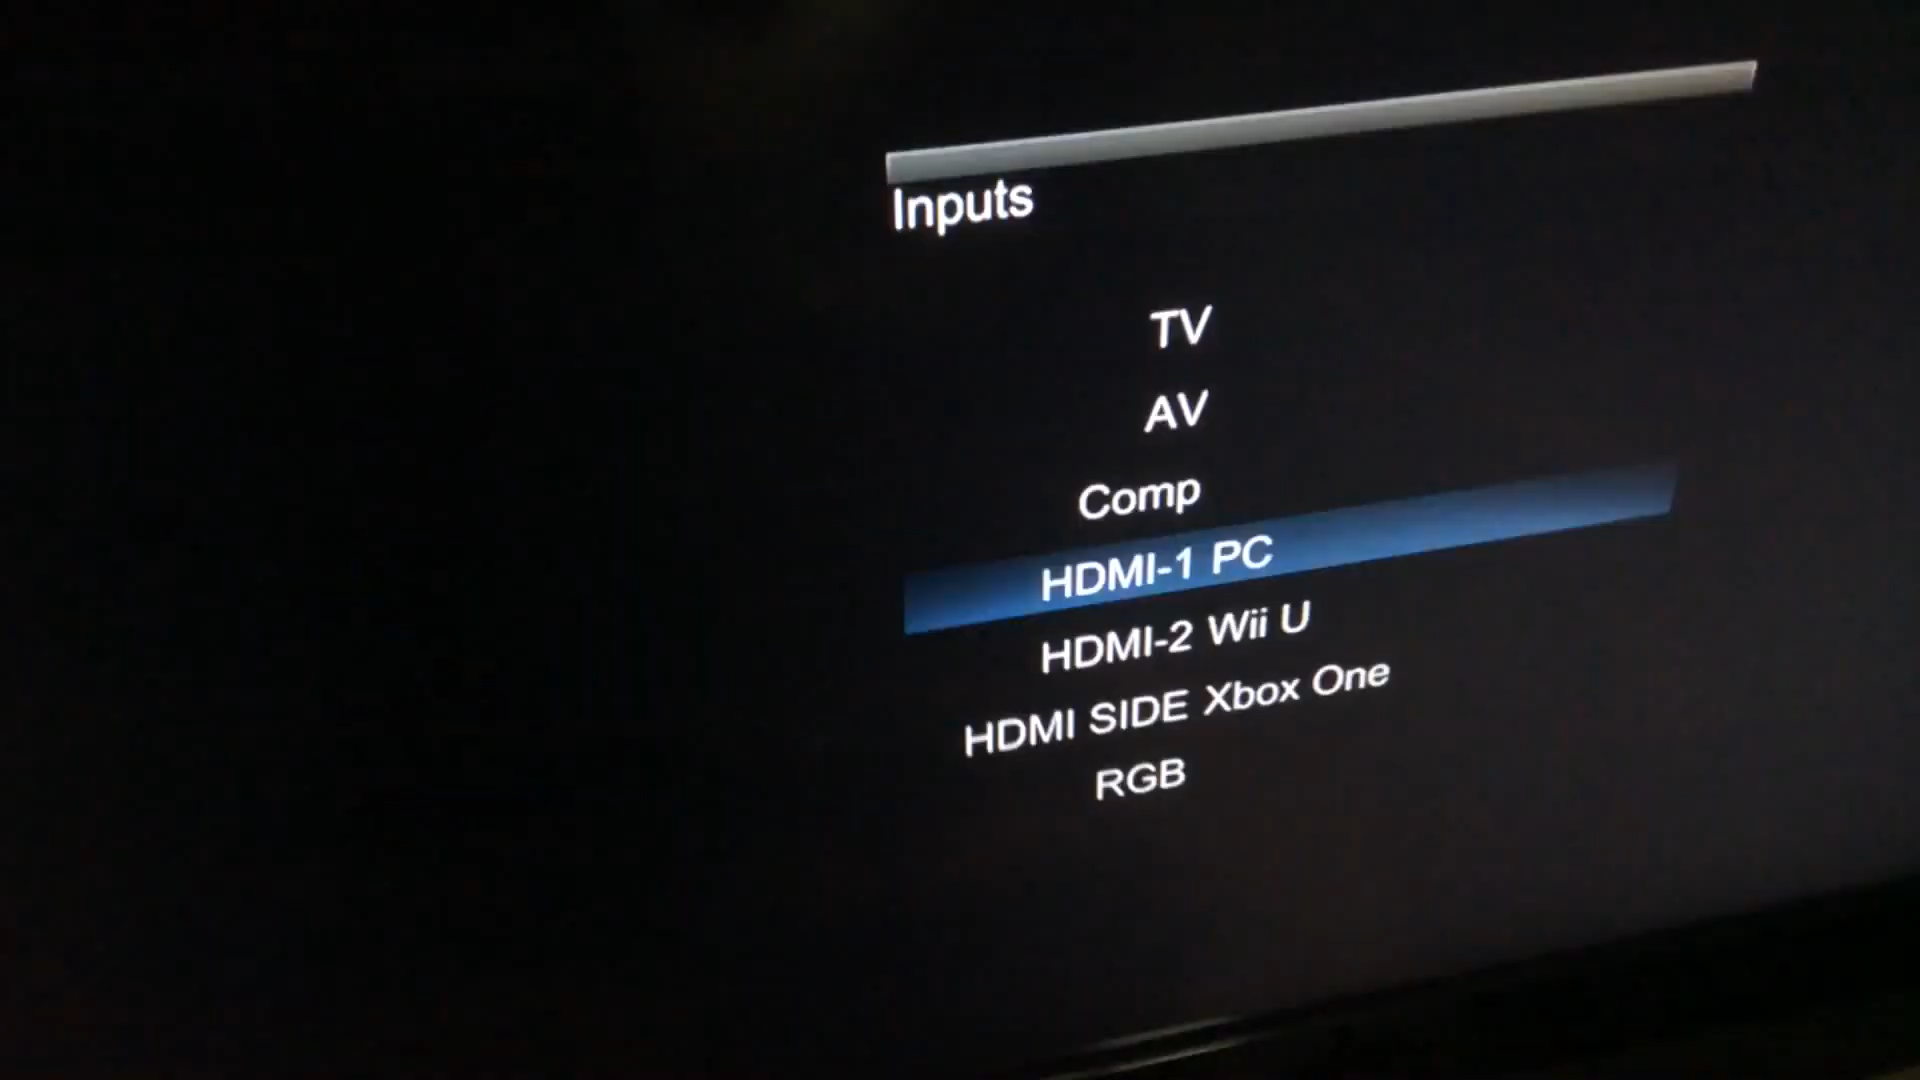 Inputs
TV
AV
Comp
HDMI-1 PC
HDMI-2 Wii U
HDMI SIDE Xbox One
RGB